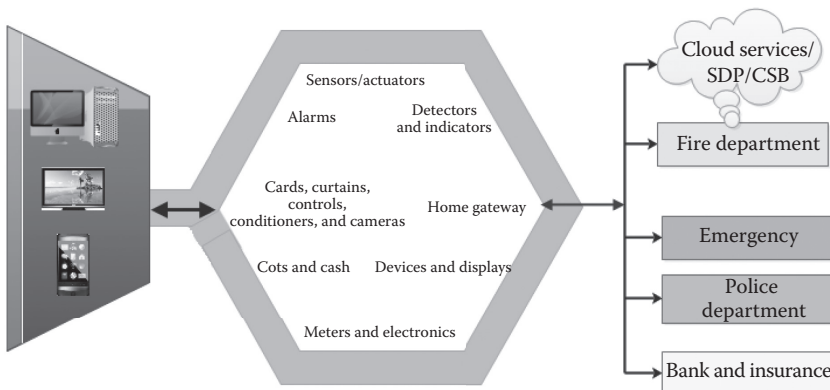 Sensors/actuators
Alarms
Detectors
and indicators
Cards, curtains,
controls,
conditioners, and cameras
Home gateway
Cots and cash
Devices and displays
Meters and electronics
Cloud services/
SDP/CSB
Fire department
Emergency
Police
department
Bank and insurance